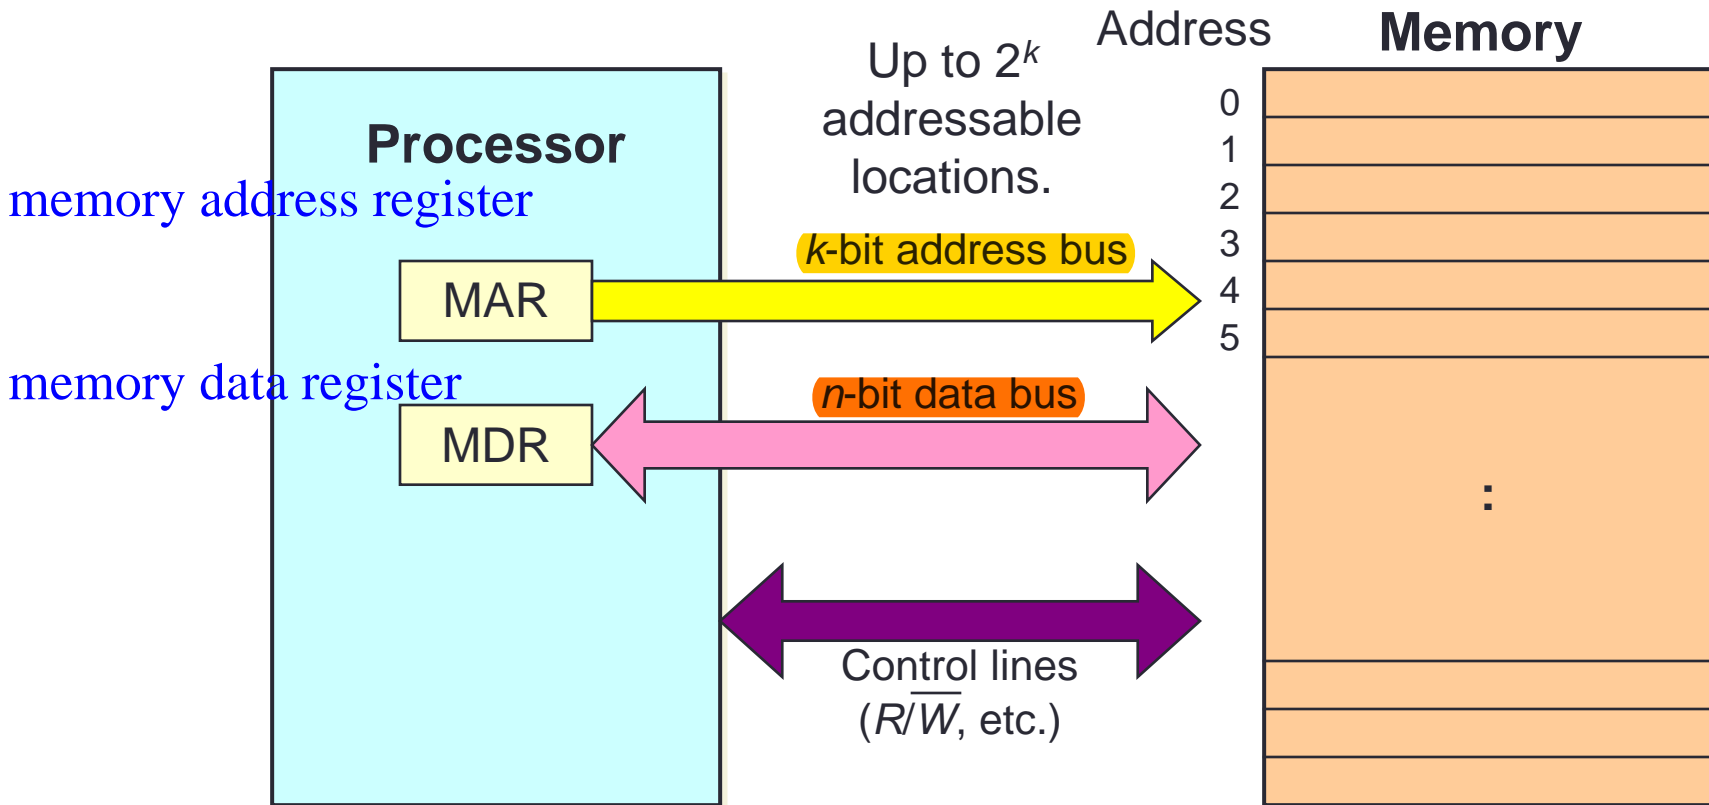 Address
Memory
Up to 2^k
addressable
locations.
Processor
memory address register
k-bit address bus
MAR
0
1
2
3
4
5
memory data register
n-bit data bus
MDR
:
Control lines
(R/W̅, etc.)